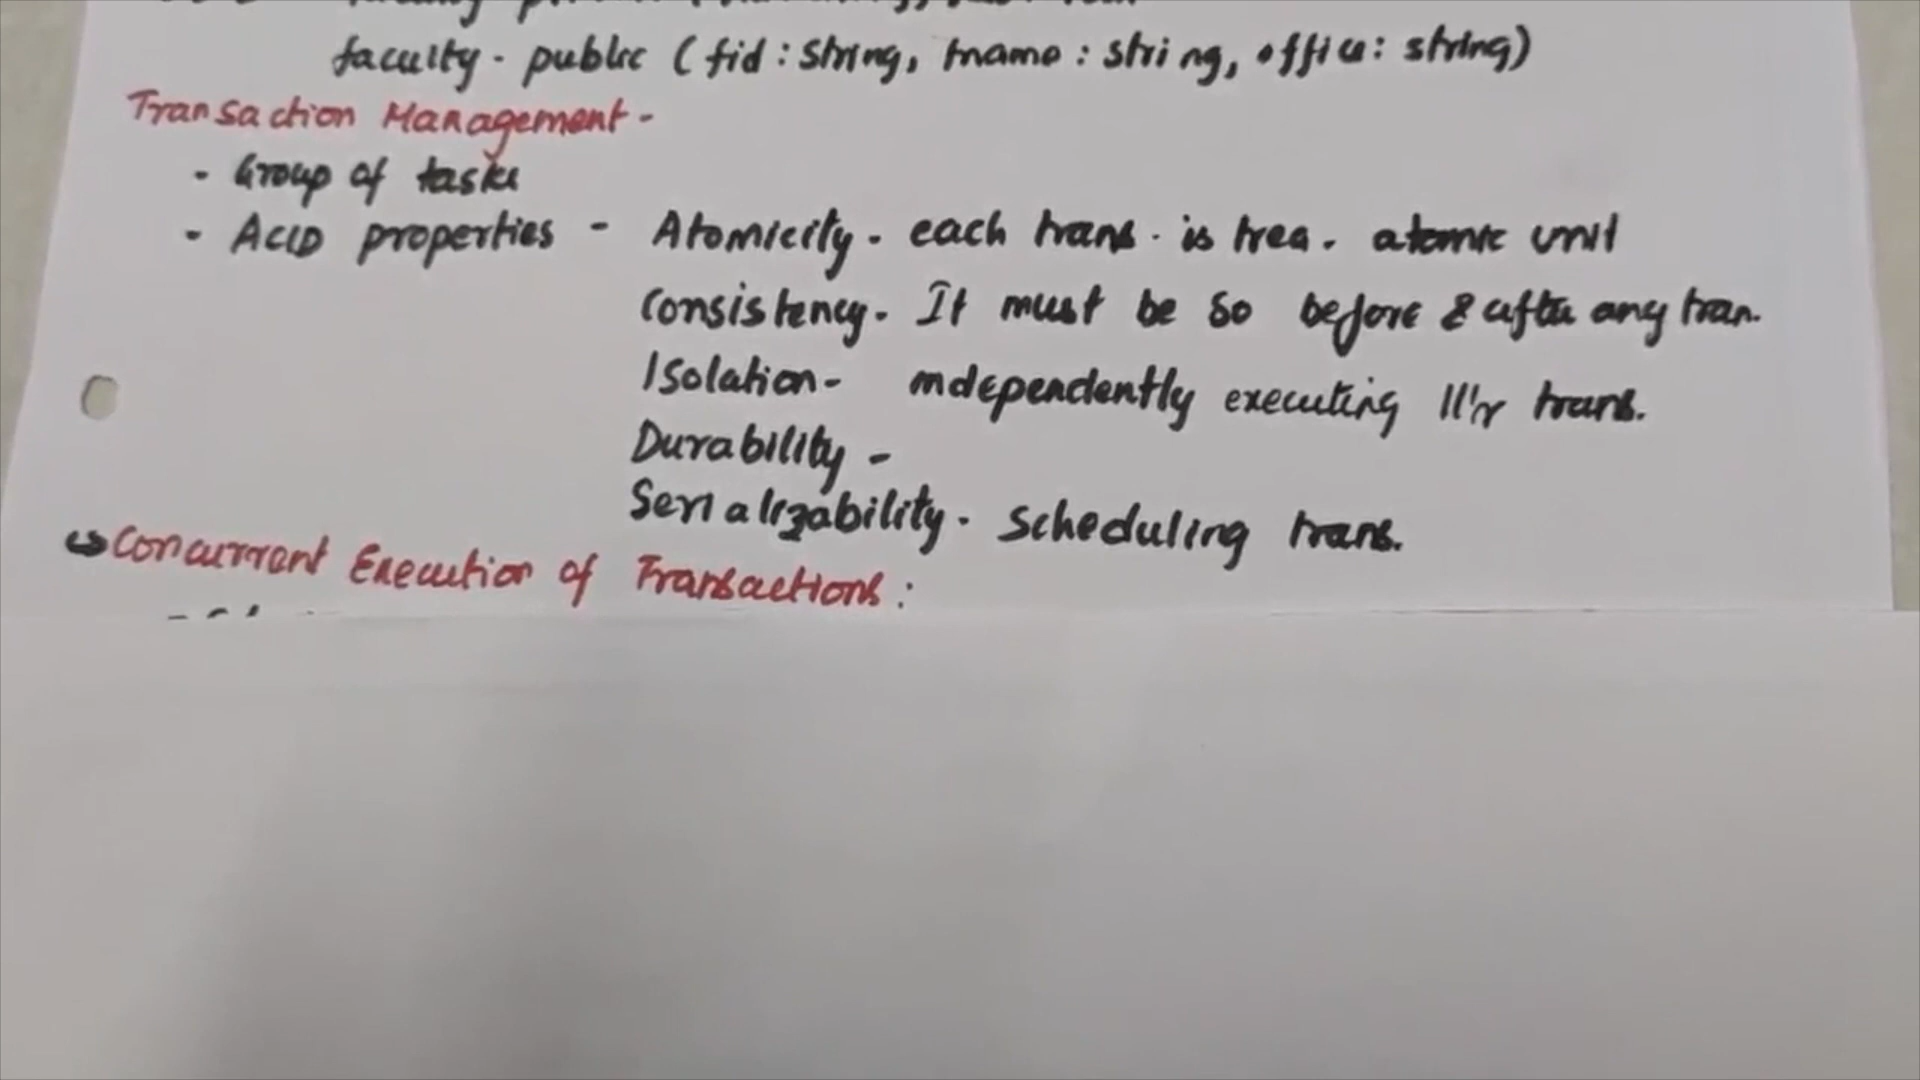 faculty - public (fid : string, fname : string, office : string)
Transaction Management -
- Group of tasks
- ACID properties - Atomicity - each trans. is trea. atomic unit
Consistency - It must be so before & after any tran.
Isolation - independently executing ||'r trans.
Durability -
Serializability - scheduling trans.
↪ Concurrent Execution of Transactions :